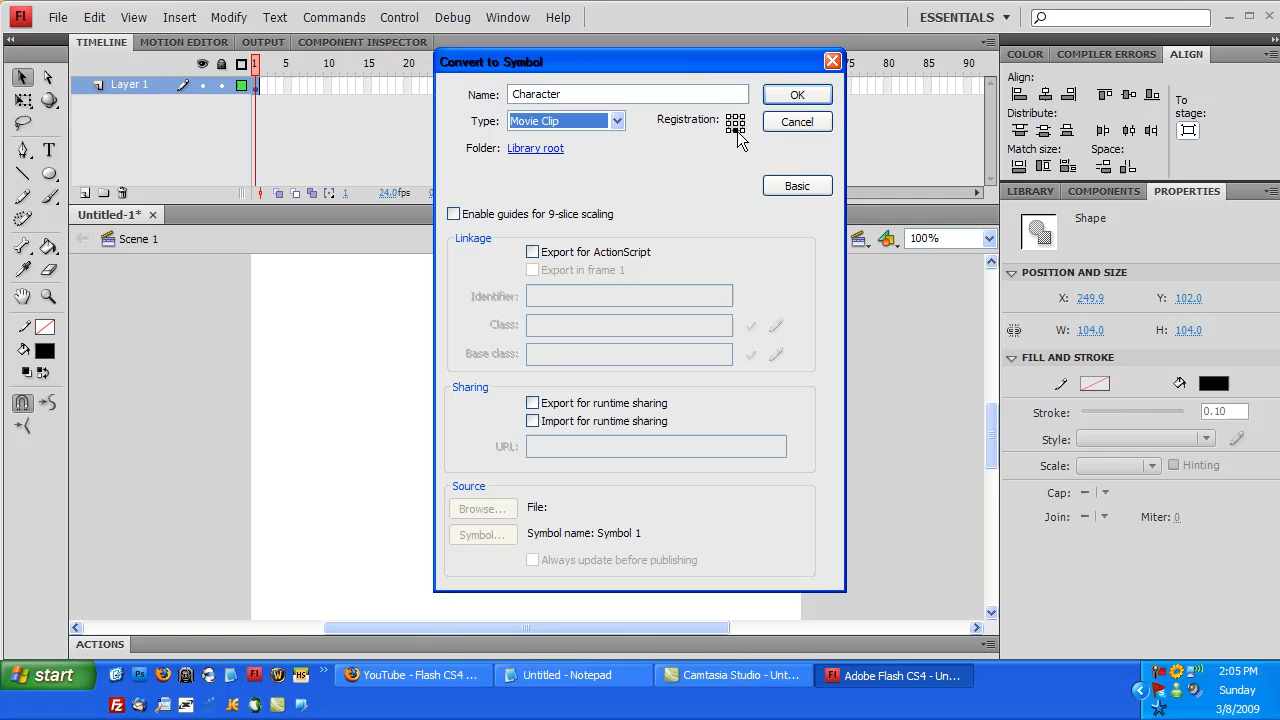 Fl File Edit View Insert Modify Text Commands Control Debug Window Help ESSENTIALS
TIMELINE MOTION EDITOR OUTPUT COMPONENT INSPECTOR
1 5 10 15 20 75 80 85 90
Layer 1
1 24.0fps
Untitled-1*
Scene 1
100%
Convert to Symbol
Name: Character
OK
Type: Movie Clip
Registration:
Cancel
Folder: Library root
Basic
Enable guides for 9-slice scaling
Linkage
Export for ActionScript
Export in frame 1
Identifier:
Class:
Base class:
Sharing
Export for runtime sharing
Import for runtime sharing
URL:
Source
Browse...
File:
Symbol...
Symbol name: Symbol 1
Always update before publishing
COLOR COMPILER ERRORS ALIGN
Align:
To
stage:
Distribute:
Match size: Space:
LIBRARY COMPONENTS PROPERTIES
Shape
POSITION AND SIZE
X: 249.9 Y: 102.0
W: 104.0 H: 104.0
FILL AND STROKE
Stroke: 0.10
Style:
Scale: Hinting
Cap:
Join: Miter: 0
ACTIONS
start
YouTube - Flash CS4 ...
Untitled - Notepad
Camtasia Studio - Unt...
Adobe Flash CS4 - Un...
2:05 PM
Sunday
3/8/2009